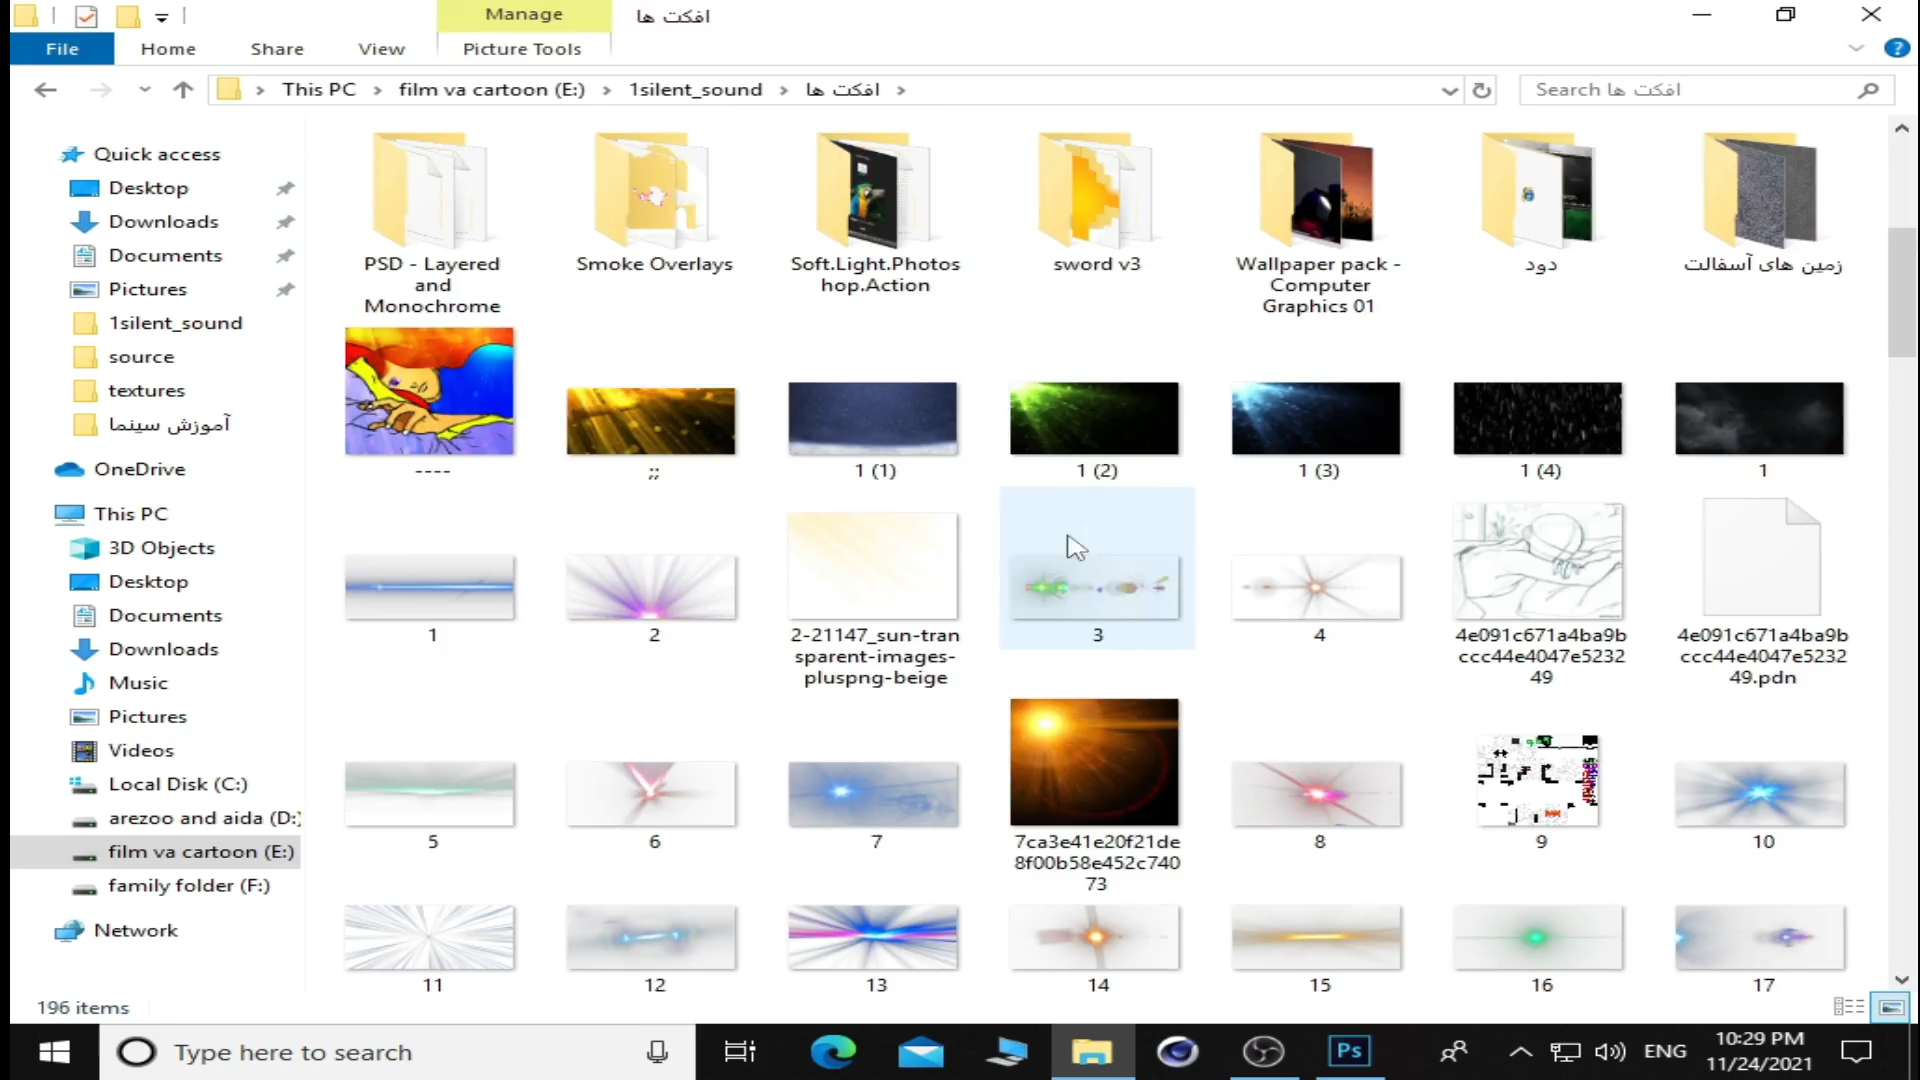 Manage
افکت ها
File
Home
Share
View
Picture Tools
This PC
film va cartoon (E:)
1silent_sound
افکت ها
Search افکت ها
Quick access
Desktop
Downloads
Documents
Pictures
1silent_sound
source
textures
آموزش سینما
OneDrive
This PC
3D Objects
Desktop
Documents
Downloads
Music
Pictures
Videos
Local Disk (C:)
arezoo and aida (D:)
film va cartoon (E:)
family folder (F:)
Network
PSD - Layered
and
Monochrome
Smoke Overlays
Soft.Light.Photos
hop.Action
sword v3
Wallpaper pack -
Computer
Graphics 01
دود
زمین های آسفالت
----
;;
1 (1)
1 (2)
1 (3)
1 (4)
1
1
2
2-21147_sun-tran
sparent-images-
pluspng-beige
3
4
4e091c671a4ba9b
ccc44e4047e5232
49
4e091c671a4ba9b
ccc44e4047e5232
49.pdn
5
6
7
7ca3e41e20f21de
8f00b58e452c740
73
8
9
10
11
12
13
14
15
16
17
196 items
Type here to search
Ps
ENG
10:29 PM
11/24/2021